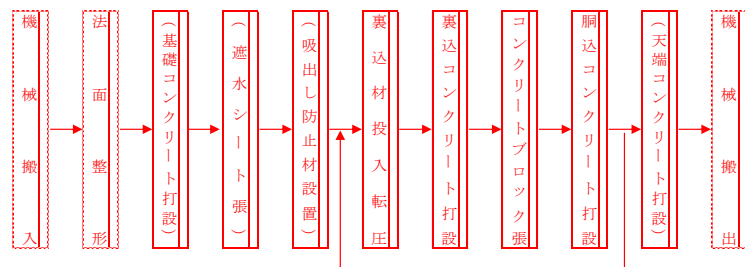 機械搬入
法面整形
（基礎コンクリート打設）
（遮水シート張）
（吸出し防止材設置）
裏込材投入転圧
裏込コンクリート打設
コンクリートブロック張
胴込コンクリート打設
（天端コンクリート打設）
機械搬出